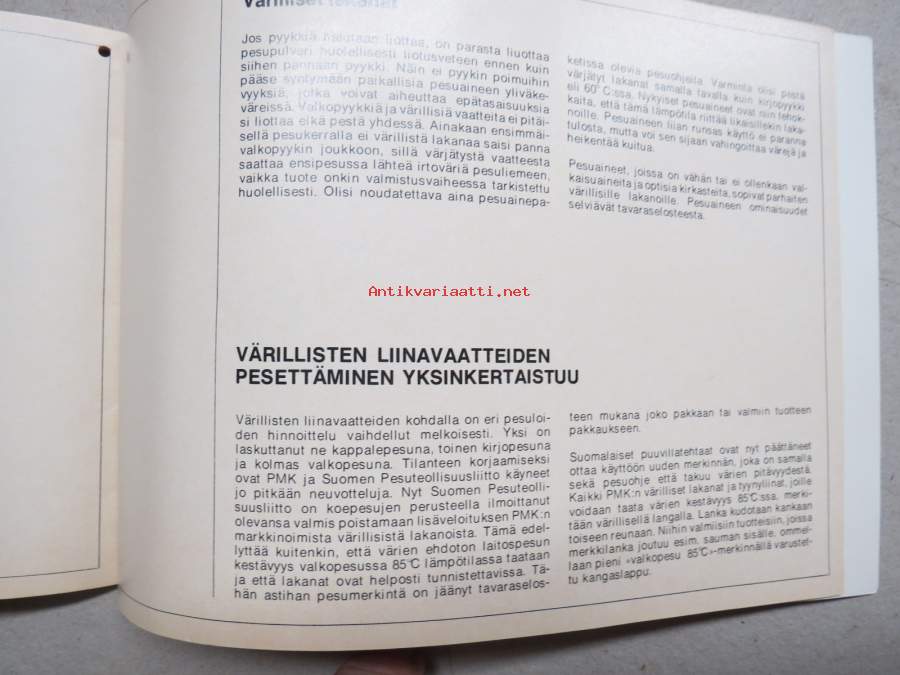 Värilliset lakanat
Jos pyykkiä halutaan liottaa, on parasta liuottaa
pesupulveri huolellisesti liotusveteen ennen kuin
siihen pannaan pyykki. Näin ei pyykin poimuihin
pääse syntymään paikallisia pesuaineen yliväke-
vyyksiä, jotka voivat aiheuttaa epätasaisuuksia
väreissä. Valkopyykkiä ja värillisiä vaatteita ei pitäi-
si liottaa eikä pestä yhdessä. Ainakaan ensimmäi-
sellä pesukerralla ei värillistä lakanaa saisi panna
valkopyykin joukkoon, sillä värjätystä vaatteesta
saattaa ensipesussa lähteä irtoväriä pesuliemeen,
vaikka tuote onkin valmistusvaiheessa tarkistettu
huolellisesti. Olisi noudatettava aina pesuainepa-
ketissa olevia pesuohjeita. Varminta olisi pestä
värjätyt lakanat samalla tavalla kuin kirjopyykki
eli 60°C:ssa. Nykyiset pesuaineet ovat niin tehok-
kaita, että tämä lämpötila riittää likaisillekin laka-
noille. Pesuaineen liian runsas käyttö ei paranna
tulosta, mutta voi sen sijaan vahingoittaa värejä ja
heikentää kuitua.
Pesuaineet, joissa on vähän tai ei ollenkaan val-
kaisuaineita ja optisia kirkasteita, sopivat parhaiten
värillisille lakanoille. Pesuaineen ominaisuudet
selviävät tavaraselosteesta.
Antikvariaatti.net
VÄRILLISTEN LIINAVAATTEIDEN
PESETTÄMINEN YKSINKERTAISTUU
Värillisten liinavaatteiden kohdalla on eri pesuloi-
den hinnoittelu vaihdellut melkoisesti. Yksi on
laskuttanut ne kappalepesuna, toinen kirjopesuna
ja kolmas valkopesuna. Tilanteen korjaamiseksi
ovat PMK ja Suomen Pesuteollisuusliitto käyneet
jo pitkään neuvotteluja. Nyt Suomen Pesuteolli-
suusliitto on koepesujen perusteella ilmoittanut
olevansa valmis poistamaan lisäveloituksen PMK:n
markkinoimista värillisistä lakanoista. Tämä edel-
lyttää kuitenkin, että värien ehdoton laitospesun
kestävyys valkopesussa 85°C lämpötilassa taataan
ja että lakanat ovat helposti tunnistettavissa. Tä-
hän astihan pesumerkintä on jäänyt tavaraselos-
teen mukana joko pakkaan tai valmiin tuotteen
pakkaukseen.
Suomalaiset puuvillatehtaat ovat nyt päättäneet
ottaa käyttöön uuden merkinnän, joka on samalla
sekä pesuohje että takuu värien pitävyydestä.
Kaikki PMK:n värilliset lakanat ja tyynyliinat, joille
voidaan taata värien kestävyys 85°C:ssa, merki-
tään värillisellä langalla. Lanka kudotaan kankaan
toiseen reunaan. Niihin valmiisiin tuotteisiin, joissa
merkkilanka joutuu esim. sauman sisälle, ommel-
laan pieni »valkopesu 85°C»-merkinnällä varustet-
tu kangaslappu.